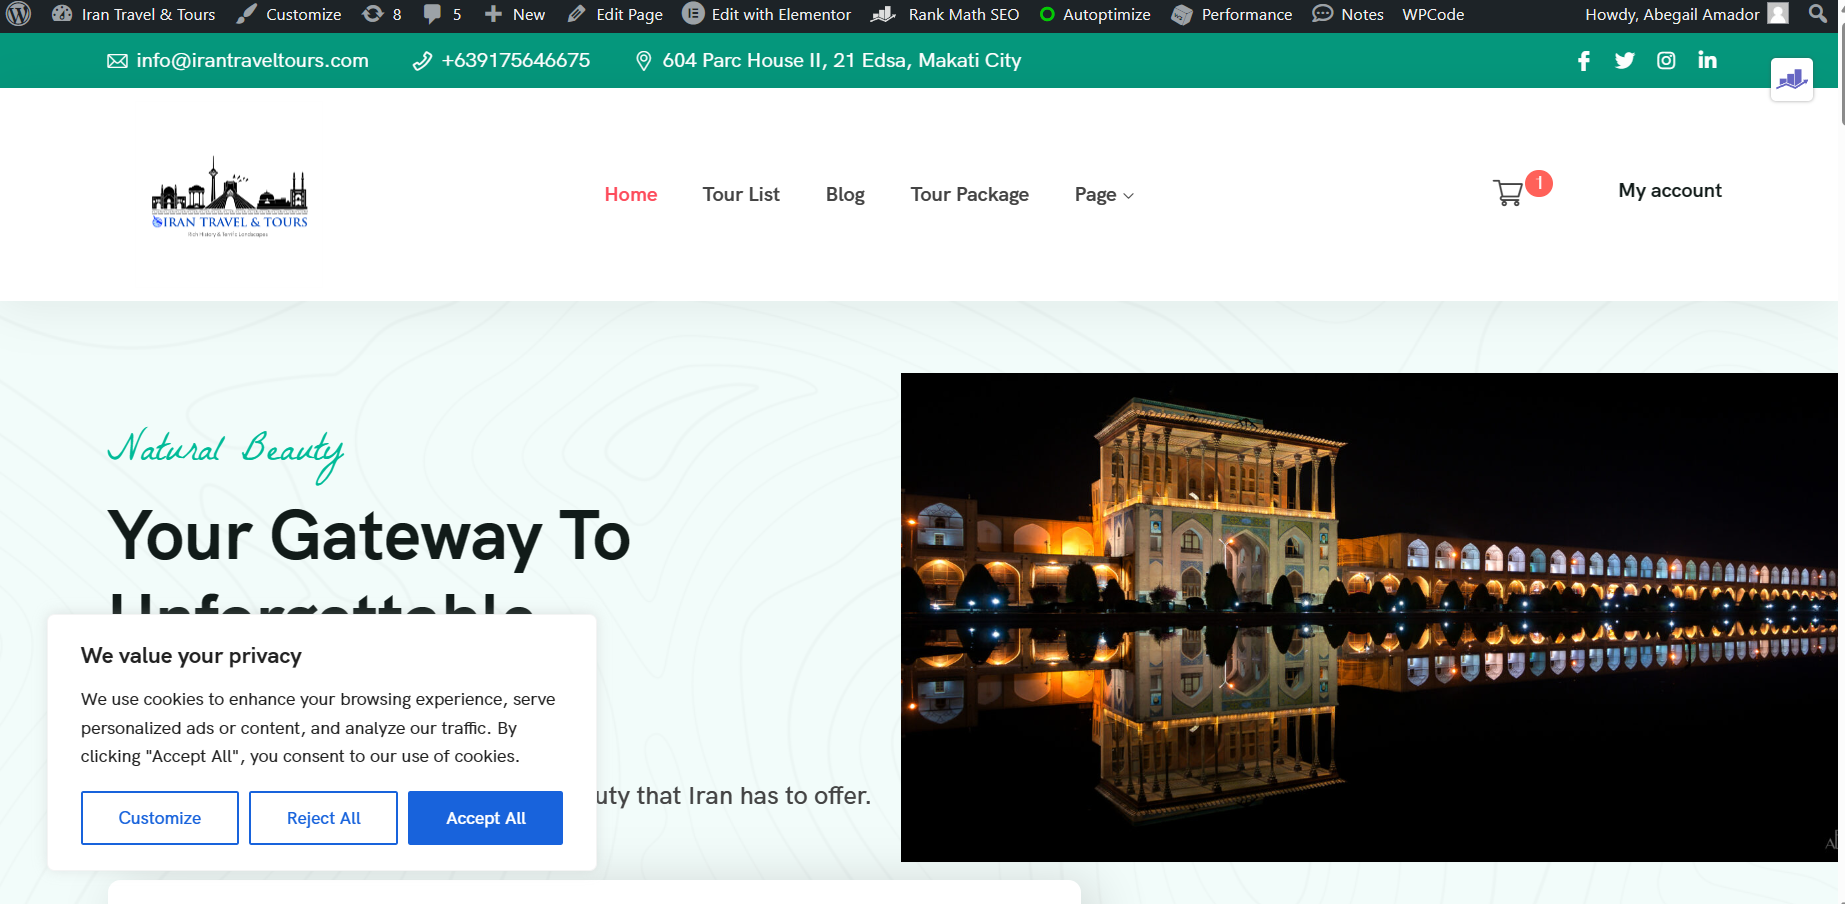 Iran Travel & Tours Customize 8 5 New Edit Page Edit with Elementor Rank Math SEO Autoptimize Performance Notes WPCode Howdy, Abegail Amador
info@irantraveltours.com +639175646675 604 Parc House II, 21 Edsa, Makati City
IRAN TRAVEL & TOURS
Rich History & Terrific Landscapes
Home Tour List Blog Tour Package Page 1 My account
Natural Beauty
Your Gateway To
Unforgettable
uty that Iran has to offer.
We value your privacy
We use cookies to enhance your browsing experience, serve
personalized ads or content, and analyze our traffic. By
clicking "Accept All", you consent to our use of cookies.
Customize Reject All Accept All